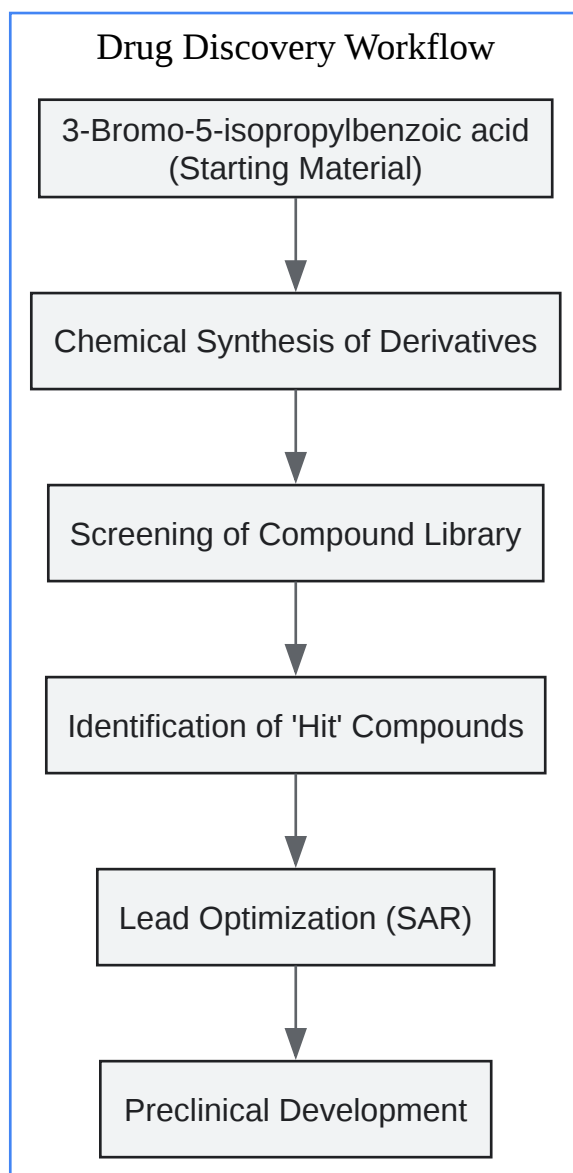 Drug Discovery Workflow
3-Bromo-5-isopropylbenzoic acid
(Starting Material)
Chemical Synthesis of Derivatives
Screening of Compound Library
Identification of 'Hit' Compounds
Lead Optimization (SAR)
Preclinical Development